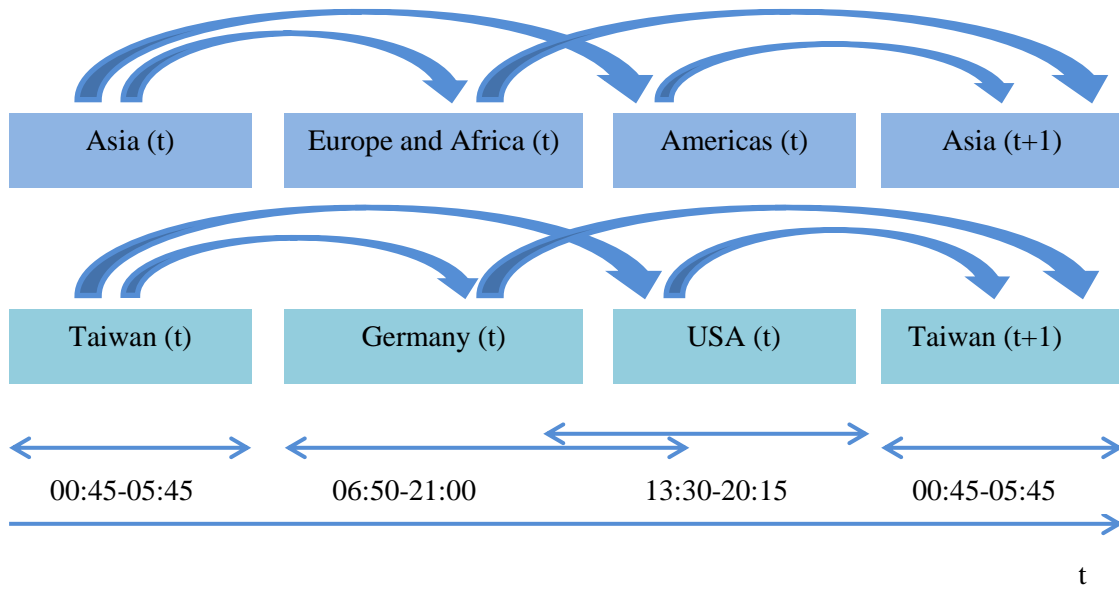 Asia (t)
Europe and Africa (t)
Americas (t)
Asia (t+1)
Taiwan (t)
Germany (t)
USA (t)
Taiwan (t+1)
00:45-05:45
06:50-21:00
13:30-20:15
00:45-05:45
t